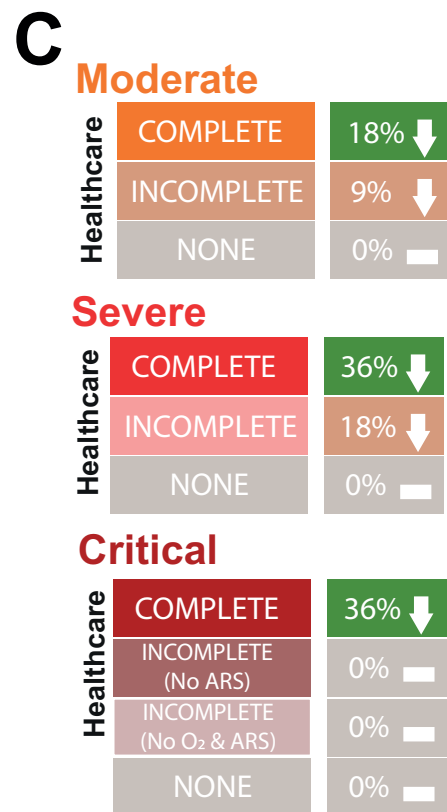 C
Moderate
Healthcare
COMPLETE 18%
INCOMPLETE 9%
NONE 0%
Severe
Healthcare
COMPLETE 36%
INCOMPLETE 18%
NONE 0%
Critical
Healthcare
COMPLETE 36%
INCOMPLETE
(No ARS) 0%
INCOMPLETE
(No O₂ & ARS) 0%
NONE 0%